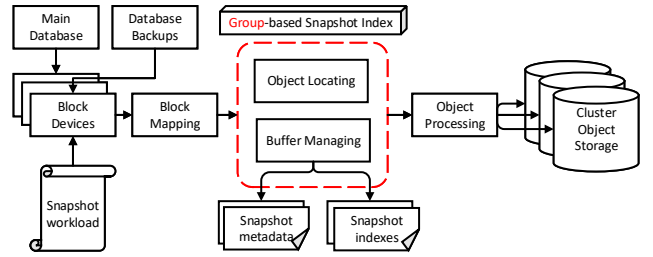 Main
Database
Database
Backups
Group-based Snapshot Index
Object Locating
Block
Devices
Block
Mapping
Buffer Managing
Object
Processing
Cluster
Object
Storage
Snapshot
workload
Snapshot
metadata
Snapshot
indexes